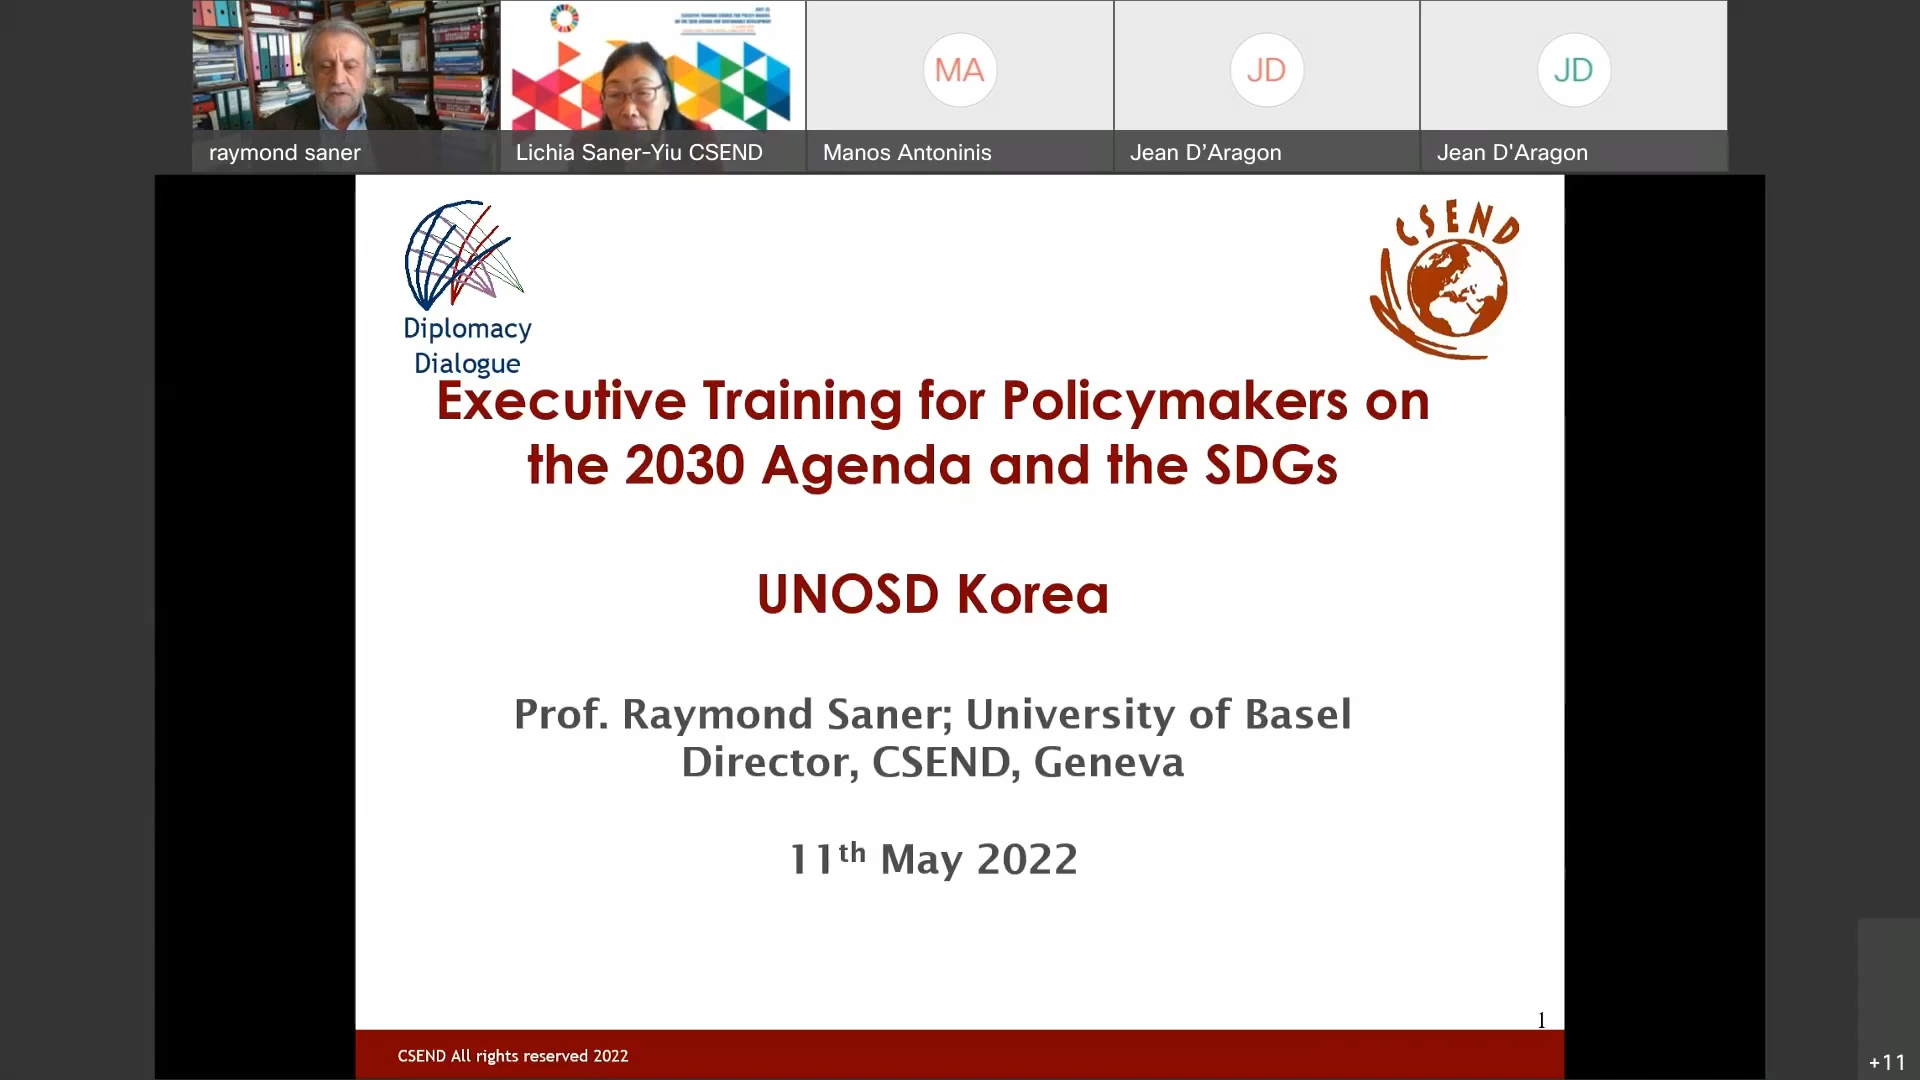 raymond saner
Lichia Saner-Yiu CSEND
MA
Manos Antoninis
JD
Jean D’Aragon
JD
Jean D'Aragon
Diplomacy
Dialogue
CSEND
Executive Training for Policymakers on
the 2030 Agenda and the SDGs
UNOSD Korea
Prof. Raymond Saner; University of Basel
Director, CSEND, Geneva
11th May 2022
1
CSEND All rights reserved 2022
+11